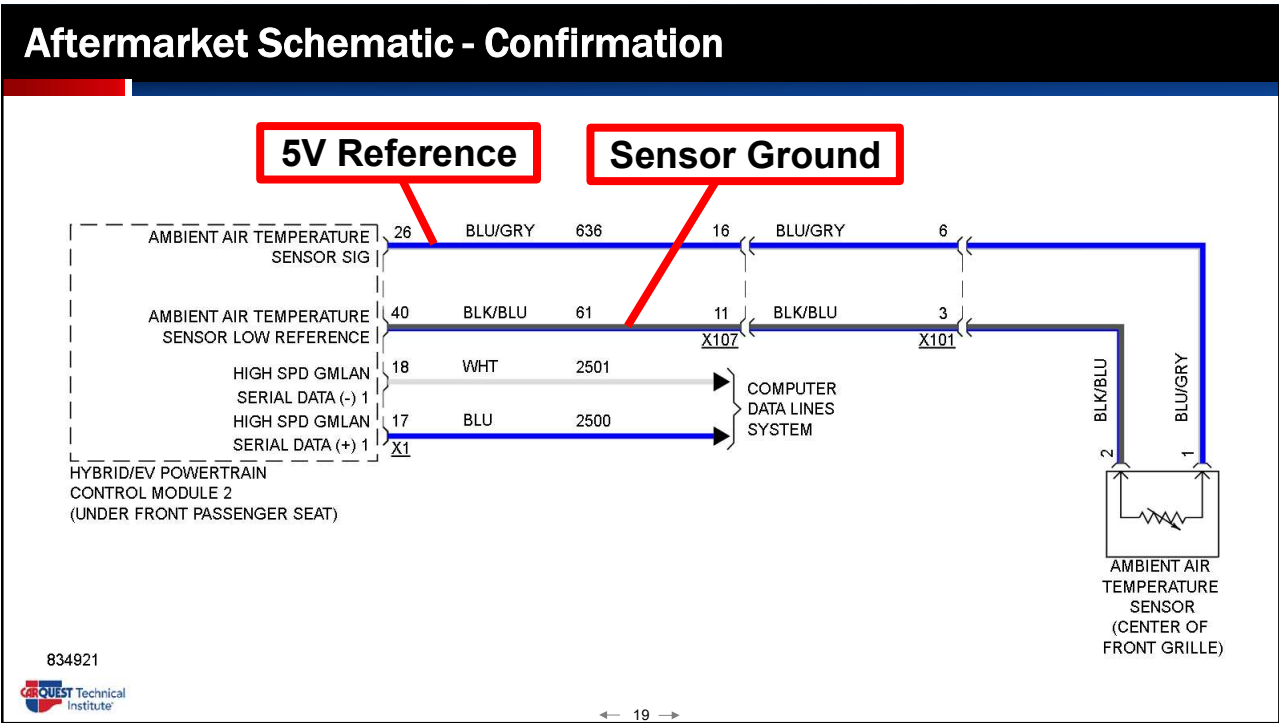 Aftermarket Schematic - Confirmation
5V Reference
Sensor Ground
AMBIENT AIR TEMPERATURE
SENSOR SIG
26 BLU/GRY 636 16 BLU/GRY 6
AMBIENT AIR TEMPERATURE
SENSOR LOW REFERENCE
40 BLK/BLU 61 11 BLK/BLU 3
X107
X101
HIGH SPD GMLAN
SERIAL DATA (-) 1
18 WHT 2501
HIGH SPD GMLAN
SERIAL DATA (+) 1
17 BLU 2500
X1
COMPUTER
DATA LINES
SYSTEM
HYBRID/EV POWERTRAIN
CONTROL MODULE 2
(UNDER FRONT PASSENGER SEAT)
BLK/BLU
BLU/GRY
2
1
AMBIENT AIR
TEMPERATURE
SENSOR
(CENTER OF
FRONT GRILLE)
834921
CARQUEST Technical
Institute
← 19 →